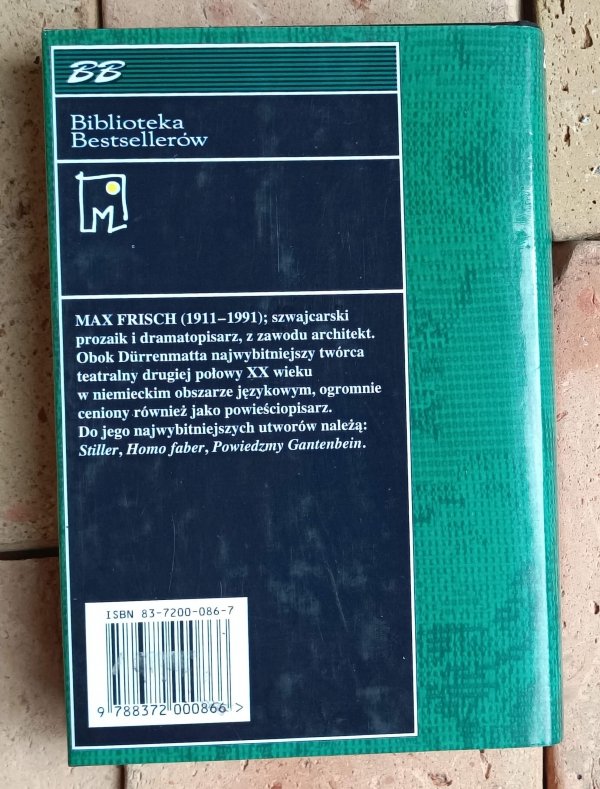 BB
Biblioteka
Bestsellerów
M
MAX FRISCH (1911–1991); szwajcarski
prozaik i dramatopisarz, z zawodu architekt.
Obok Dürrenmatta najwybitniejszy twórca
teatralny drugiej połowy XX wieku
w niemieckim obszarze językowym, ogromnie
ceniony również jako powieściopisarz.
Do jego najwybitniejszych utworów należą:
Stiller, Homo faber, Powiedzmy Gantenbein.
ISBN 83-7200-086-7
9 788372 000866 >